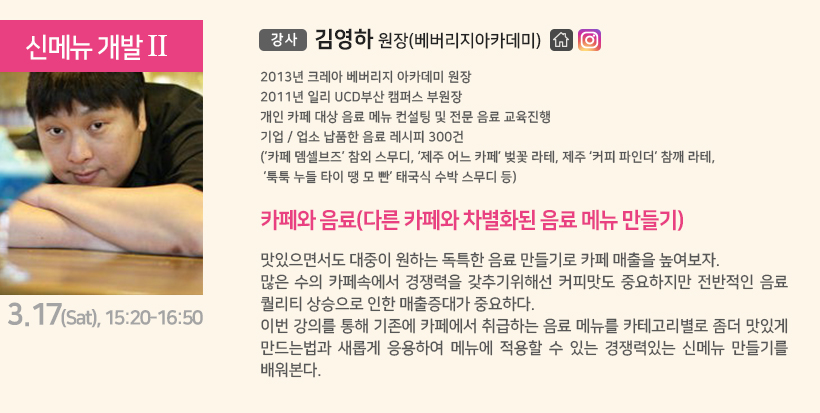 신메뉴 개발 II
강사 김영하 원장(베버리지아카데미)
2013년 크레아 베버리지 아카데미 원장
2011년 일리 UCD부산 캠퍼스 부원장
개인 카페 대상 음료 메뉴 컨설팅 및 전문 음료 교육진행
기업 / 업소 납품한 음료 레시피 300건
('카페 뎀셀브즈' 참외 스무디, '제주 어느 카페' 벚꽃 라테, 제주 '커피 파인더' 참깨 라테,
'툭툭 누들 타이 땡 모 빤' 태국식 수박 스무디 등)
카페와 음료(다른 카페와 차별화된 음료 메뉴 만들기)
맛있으면서도 대중이 원하는 독특한 음료 만들기로 카페 매출을 높여보자.
많은 수의 카페속에서 경쟁력을 갖추기위해선 커피맛도 중요하지만 전반적인 음료
퀄리티 상승으로 인한 매출증대가 중요하다.
이번 강의를 통해 기존에 카페에서 취급하는 음료 메뉴를 카테고리별로 좀더 맛있게
만드는법과 새롭게 응용하여 메뉴에 적용할 수 있는 경쟁력있는 신메뉴 만들기를
배워본다.
3.17(Sat), 15:20-16:50